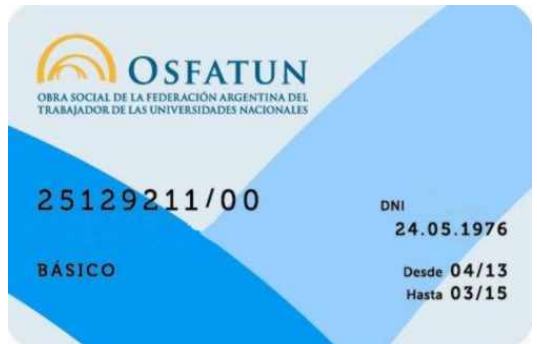 OSFATUN
OBRA SOCIAL DE LA FEDERACIÓN ARGENTINA DEL
TRABAJADOR DE LAS UNIVERSIDADES NACIONALES
25129211/00
DNI
24.05.1976
BÁSICO
Desde 04/13
Hasta 03/15